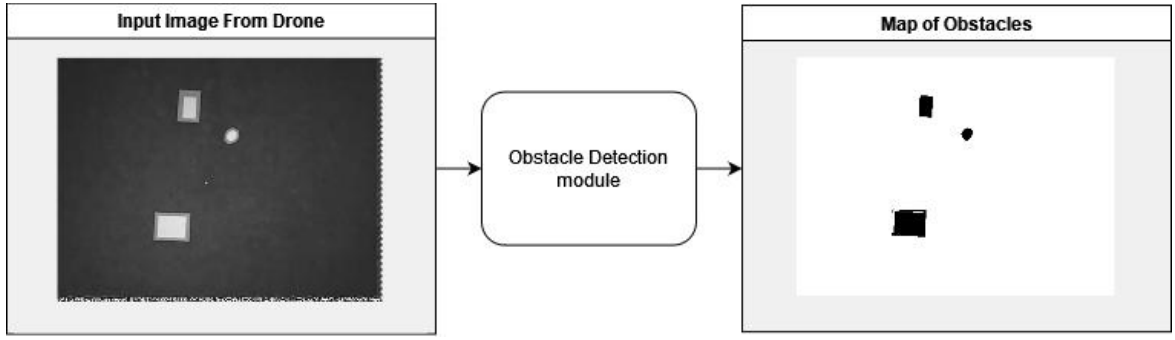 Input Image From Drone
Obstacle Detection
module
Map of Obstacles